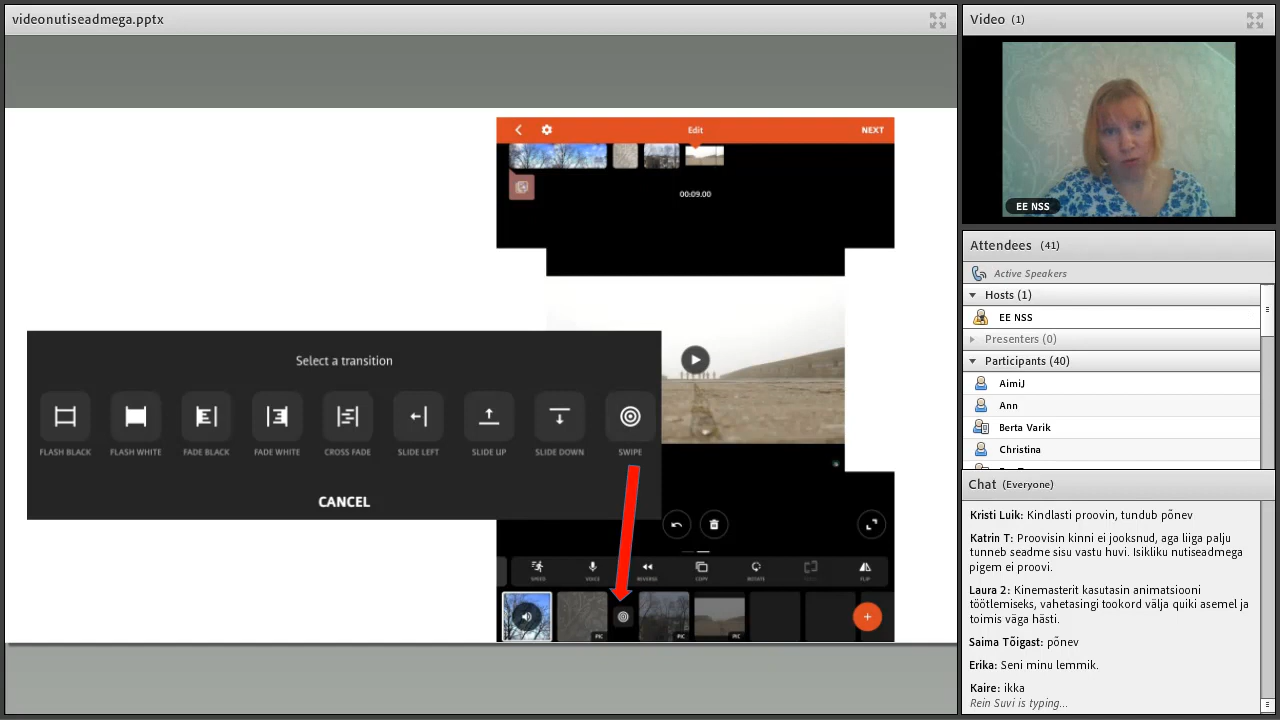 videonutiseadmega.pptx
Edit
NEXT
00:09.00
Select a transition
FLASH BLACK
FLASH WHITE
FADE BLACK
FADE WHITE
CROSS FADE
SLIDE LEFT
SLIDE UP
SLIDE DOWN
SWIPE
CANCEL
SPEED
VOICE
REVERSE
COPY
ROTATE
FLIP
PIC
PIC
PIC
Video (1)
EE NSS
Attendees (41)
Active Speakers
Hosts (1)
EE NSS
Presenters (0)
Participants (40)
AimiJ
Ann
Berta Varik
Christina
Chat (Everyone)
Kristi Luik: Kindlasti proovin, tundub põnev
Katrin T: Proovisin kinni ei jooksnud, aga liiga palju
tunneb seadme sisu vastu huvi. Isikliku nutiseadmega
pigem ei proovi.
Laura 2: Kinemasterit kasutasin animatsiooni
töötlemiseks, vahetasingi tookord välja quiki asemel ja
toimis väga hästi.
Saima Tõigast: põnev
Erika: Seni minu lemmik.
Kaire: ikka
Rein Suvi is typing...